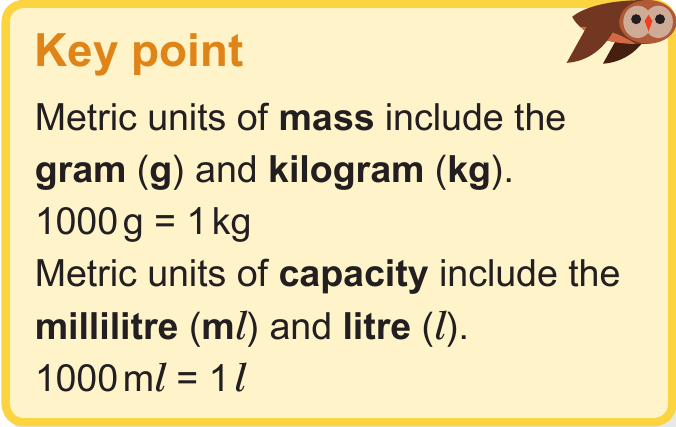 Key point
Metric units of mass include the
gram (g) and kilogram (kg).
1000 g = 1 kg
Metric units of capacity include the
millilitre (ml) and litre (l).
1000 ml = 1 l